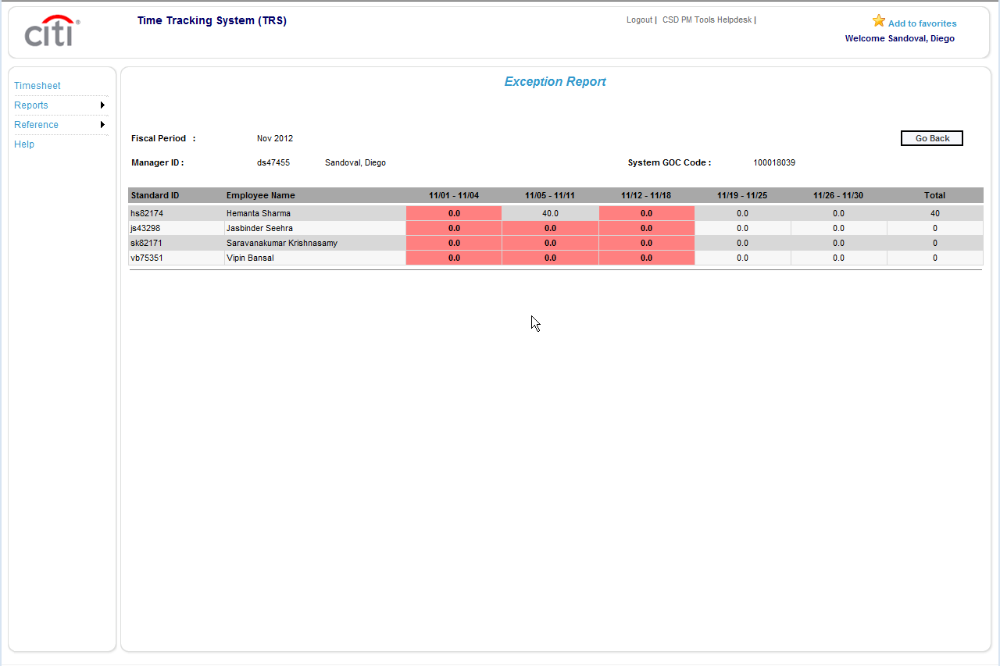 citi®
Time Tracking System (TRS)
Logout | CSD PM Tools Helpdesk |
Add to favorites
Welcome Sandoval, Diego
Timesheet
Reports
Reference
Help
Exception Report
Fiscal Period : Nov 2012
Go Back
Manager ID : ds47455 Sandoval, Diego System GOC Code : 100018039
Standard ID Employee Name 11/01 - 11/04 11/05 - 11/11 11/12 - 11/18 11/19 - 11/25 11/26 - 11/30 Total
hs82174 Hemanta Sharma 0.0 40.0 0.0 0.0 0.0 40
js43298 Jasbinder Seehra 0.0 0.0 0.0 0.0 0.0 0
sk82171 Saravanakumar Krishnasamy 0.0 0.0 0.0 0.0 0.0 0
vb75351 Vipin Bansal 0.0 0.0 0.0 0.0 0.0 0